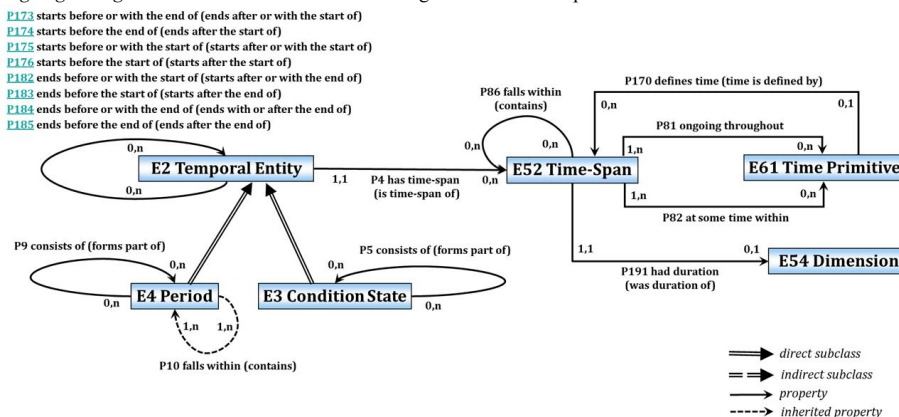 P173 starts before or with the end of (ends after or with the start of)
P174 starts before the end of (ends after the start of)
P175 starts before or with the start of (starts after or with the start of)
P176 starts before the start of (starts after the start of)
P182 ends before or with the start of (starts after or with the end of)
P183 ends before the start of (starts after the end of)
P184 ends before or with the end of (ends with or after the end of)
P185 ends before the end of (ends after the end of)
P86 falls within
(contains)
P170 defines time (time is defined by)
0,n
0,1
P81 ongoing throughout
0,n
0,n
0,n
1,n
0,n
E2 Temporal Entity
E52 Time-Span
E61 Time Primitive
0,n
1,1
P4 has time-span
(is time-span of)
0,n
1,n
0,n
P82 at some time within
P9 consists of (forms part of)
P5 consists of (forms part of)
1,1
0,1
0,n
0,n
P191 had duration
(was duration of)
E54 Dimension
E4 Period
E3 Condition State
0,n
1,n
1,n
0,n
P10 falls within (contains)
direct subclass
indirect subclass
property
inherited property